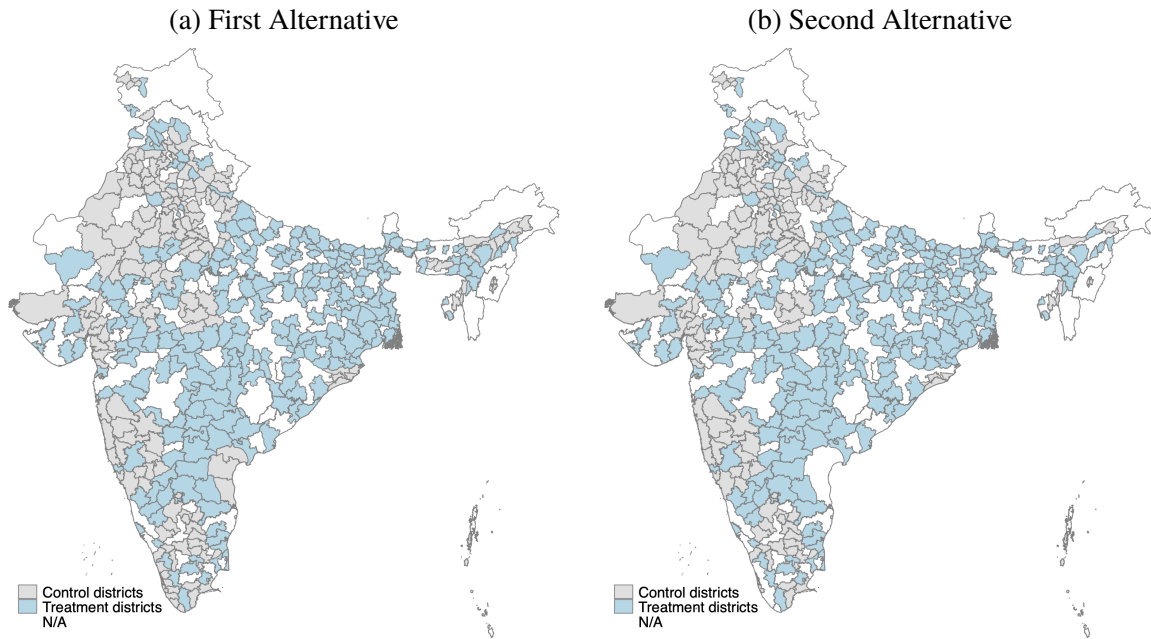 (a) First Alternative
(b) Second Alternative
Control districts
Treatment districts
N/A
Control districts
Treatment districts
N/A